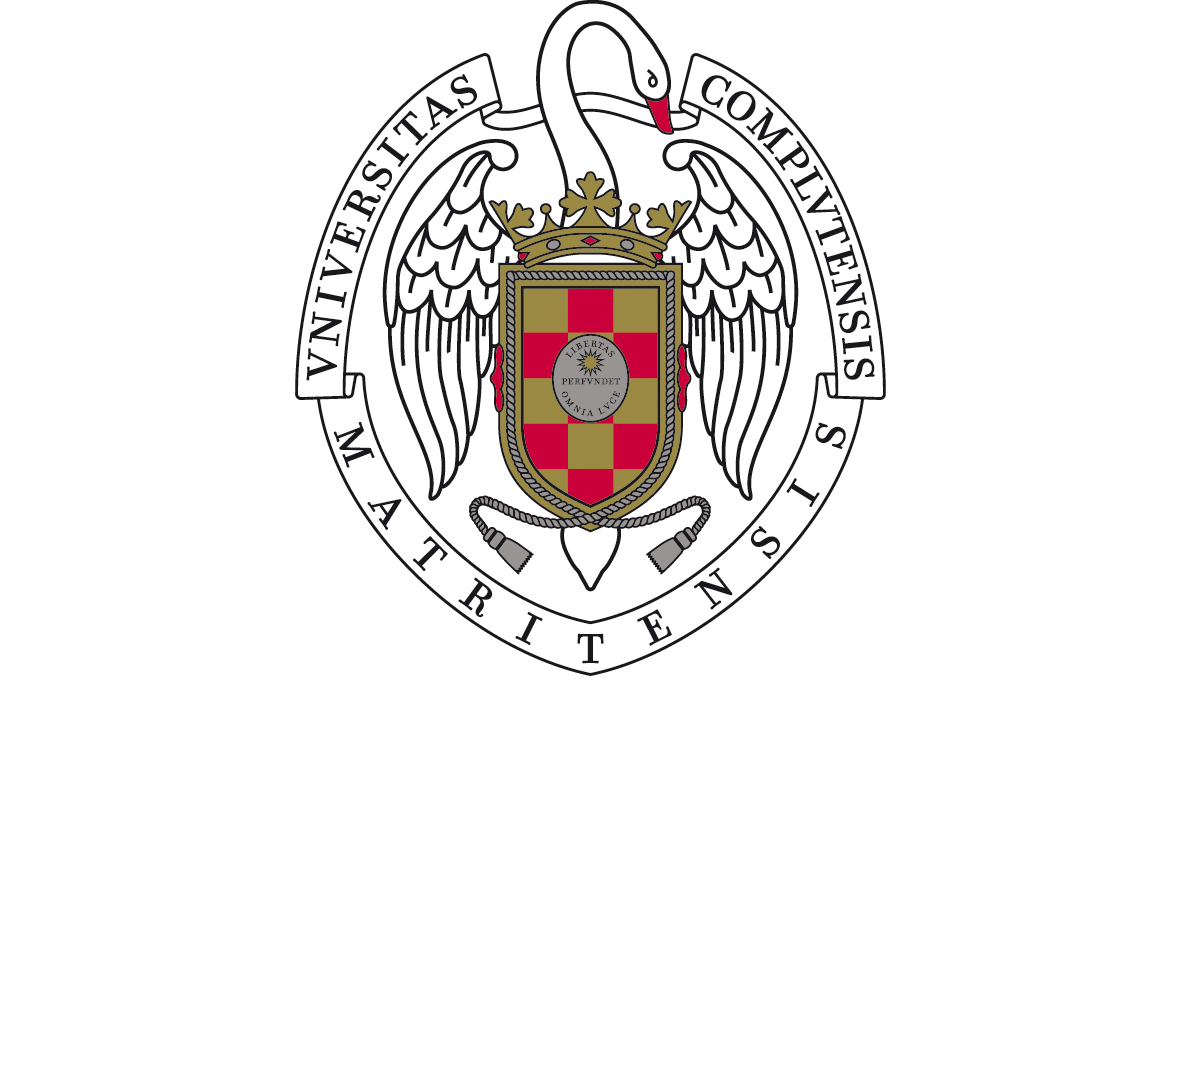 VNIVERSITAS
COMPLVTENSIS
MATRITENSIS
LIBERTAS
PERFVNDET
OMNIA LVCE